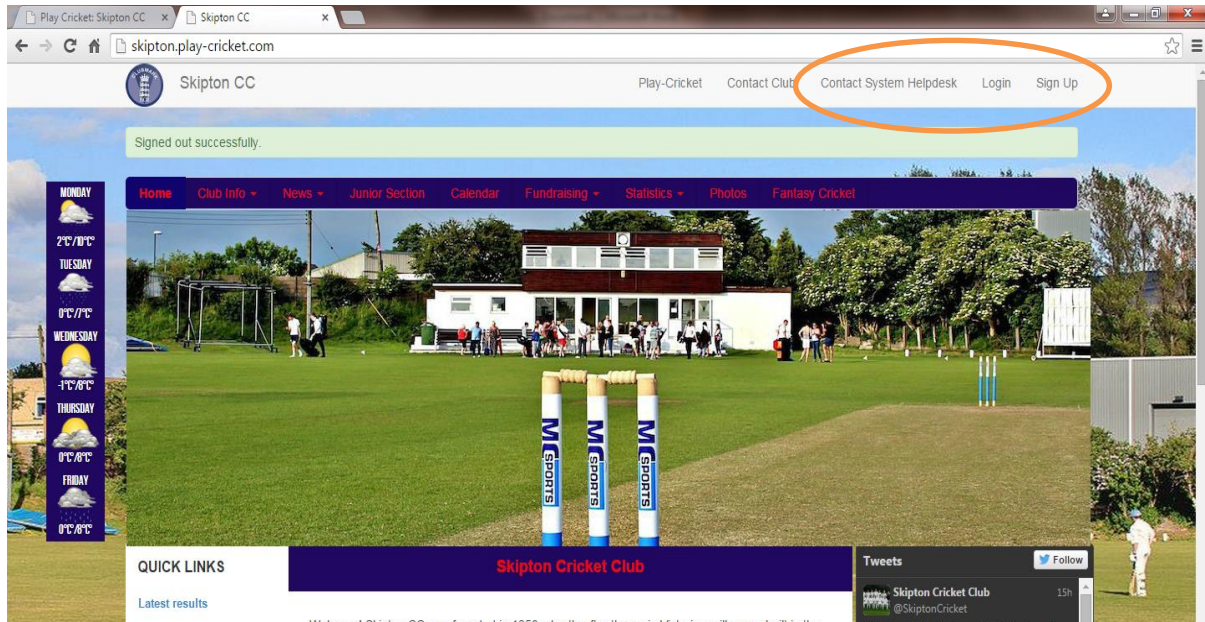 Play Cricket: Skipton CC
Skipton CC
skipton.play-cricket.com
Skipton CC
Play-Cricket
Contact Club
Contact System Helpdesk
Login
Sign Up
Signed out successfully.
Home
Club Info
News
Junior Section
Calendar
Fundraising
Statistics
Photos
Fantasy Cricket
MONDAY
2°C°/10°C°
TUESDAY
0°C°/7°C°
WEDNESDAY
-1°C°/8°C°
THURSDAY
0°C°/8°C°
FRIDAY
0°C°/8°C°
MC SPORTS
MC SPORTS
MC SPORTS
QUICK LINKS
Latest results
Skipton Cricket Club
Tweets
Follow
Skipton Cricket Club
15h
@SkiptonCricket